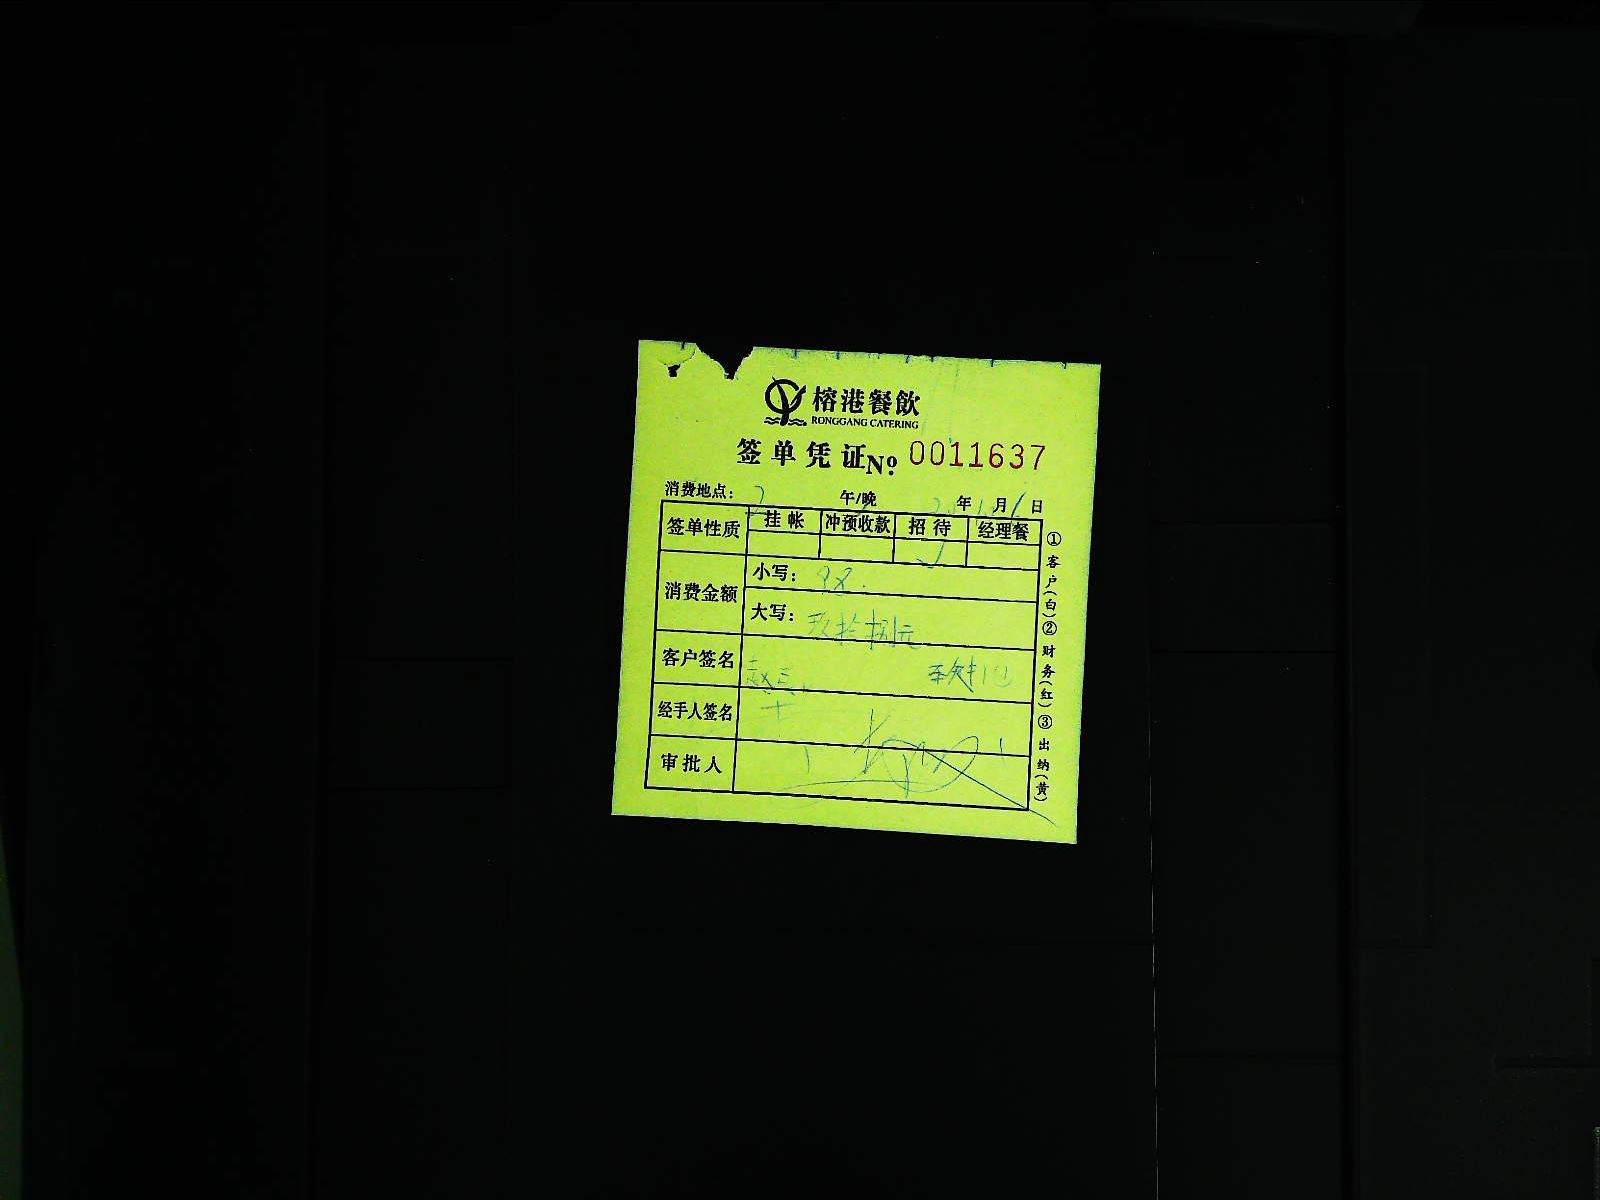 榕港餐飲
RONGGANG CATERING
签单凭证№ 0011637
消费地点： 午/晚 年 月 日
签单性质 挂帐 冲预收款 招待 经理餐
√
消费金额 小写：98.
大写：玖拾捌元
客户签名
经手人签名
审批人
①客户(白)②财务(红)③出纳(黄)